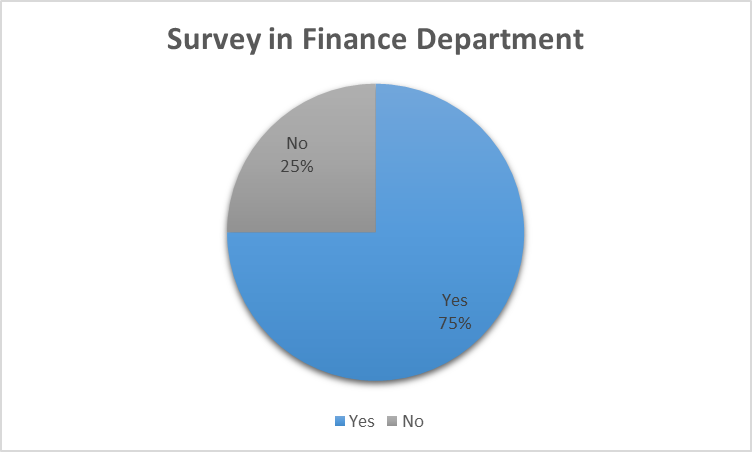 Survey in Finance Department
No
25%
Yes
75%
Yes No